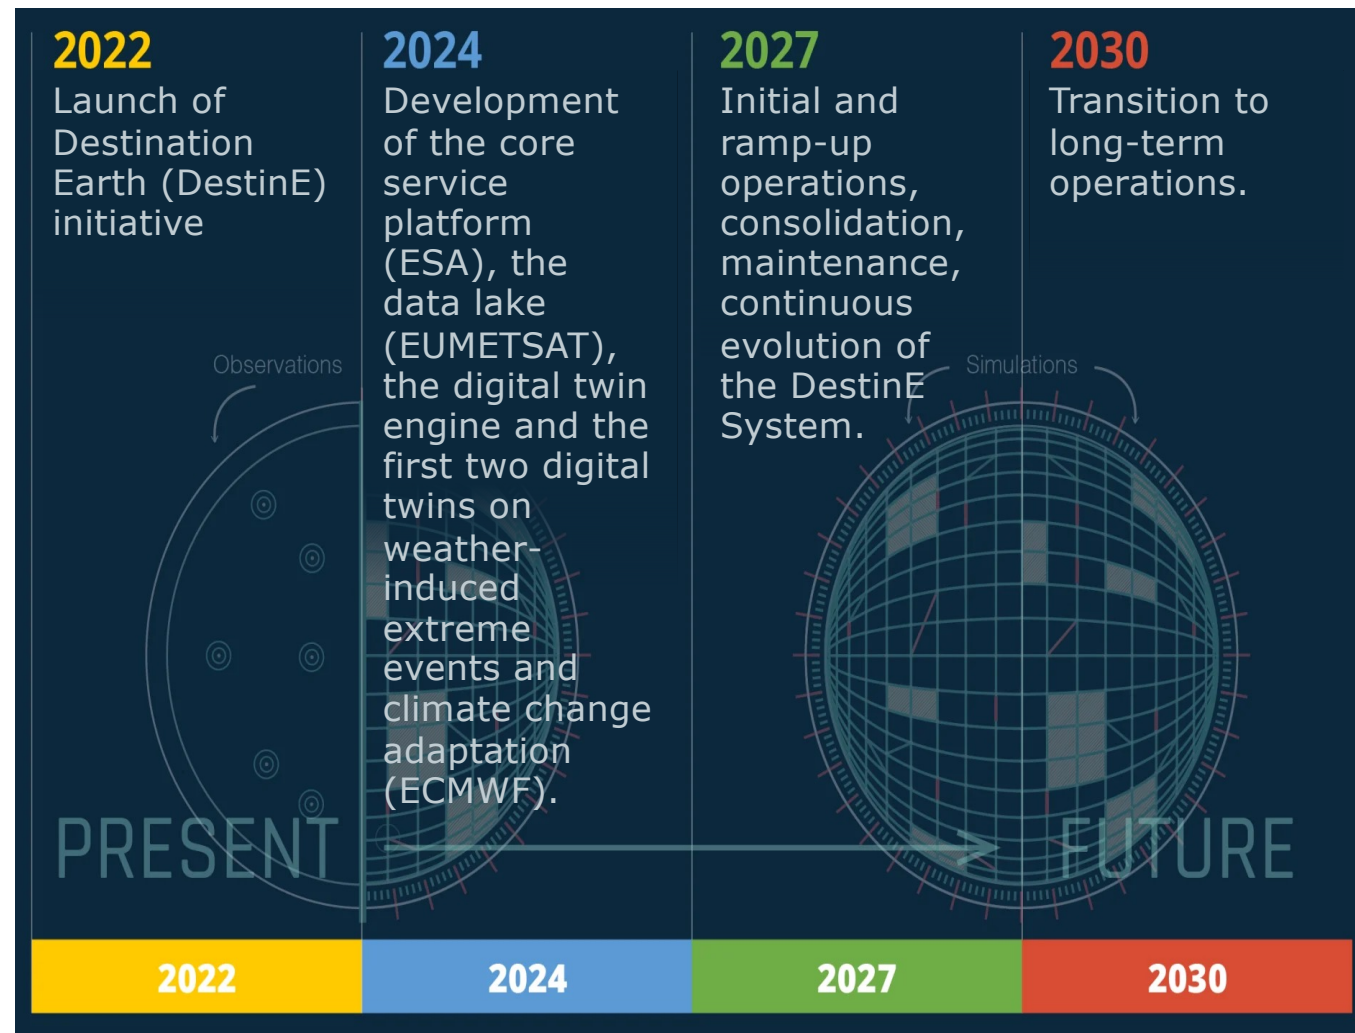 2022
Launch of
Destination
Earth (DestinE)
initiative
2024
Development
of the core
service
platform
(ESA), the
data lake
(EUMETSAT),
the digital twin
engine and the
first two digital
twins on
weather-
induced
extreme
events and
climate change
adaptation
(ECMWF).
2027
Initial and
ramp-up
operations,
consolidation,
maintenance,
continuous
evolution of
the DestinE
System.
2030
Transition to
long-term
operations.
Observations
Simulations
PRESENT
FUTURE
2022
2024
2027
2030